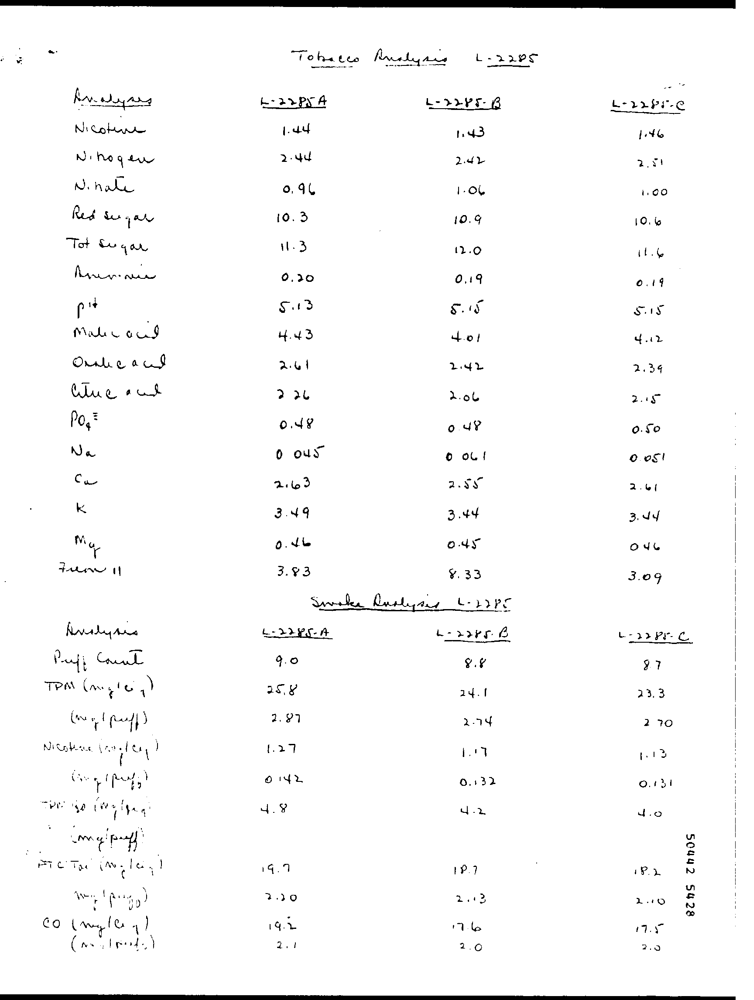 Tobacco Analysis L-2285
Analyses L-2285A L-2285-B L-2285-C
Nicotine 1.44 1.43 1.46
Nitrogen 2.44 2.42 2.51
Nitrate 0.96 1.06 1.00
Red sugar 10.3 10.9 10.6
Tot sugar 11.3 12.0 11.6
0.20 0.19 0.19
pH 5.13 5.15 5.15
Malic acid 4.43 4.01 4.12
Oxalic acid 2.61 2.42 2.39
Citric acid 2 26 2.06 2.15
PO4≡ 0.48 0 48 0.50
Na 0 045 0 061 0.051
Ca 2.63 2.55 2.61
K 3.49 3.44 3.44
Mg 0.46 0.45 0 46
Freon 11 3.83 8.33 3.09
Smoke Analysis L-2285
Analysis L-2285-A L-2285-B L-2285-C
Puff Count 9.0 8.8 8 7
TPM (mg/cig) 25.8 24.1 23.3
(mg/puff) 2.87 2.74 2 70
Nicotine (mg/cig) 1.27 1.17 1.13
(mg/puff) 0 142 0.132 0.131
4.8 4.2 4.0
(mg/puff)
FTC Tar (mg/cig) 19.7 18.7 18.2
mg/puff) 2.20 2.13 2.10
CO (mg/cig) 19.2 17 6 17.5
(mg/puff) 2.1 2.0 2.0
50442 5428